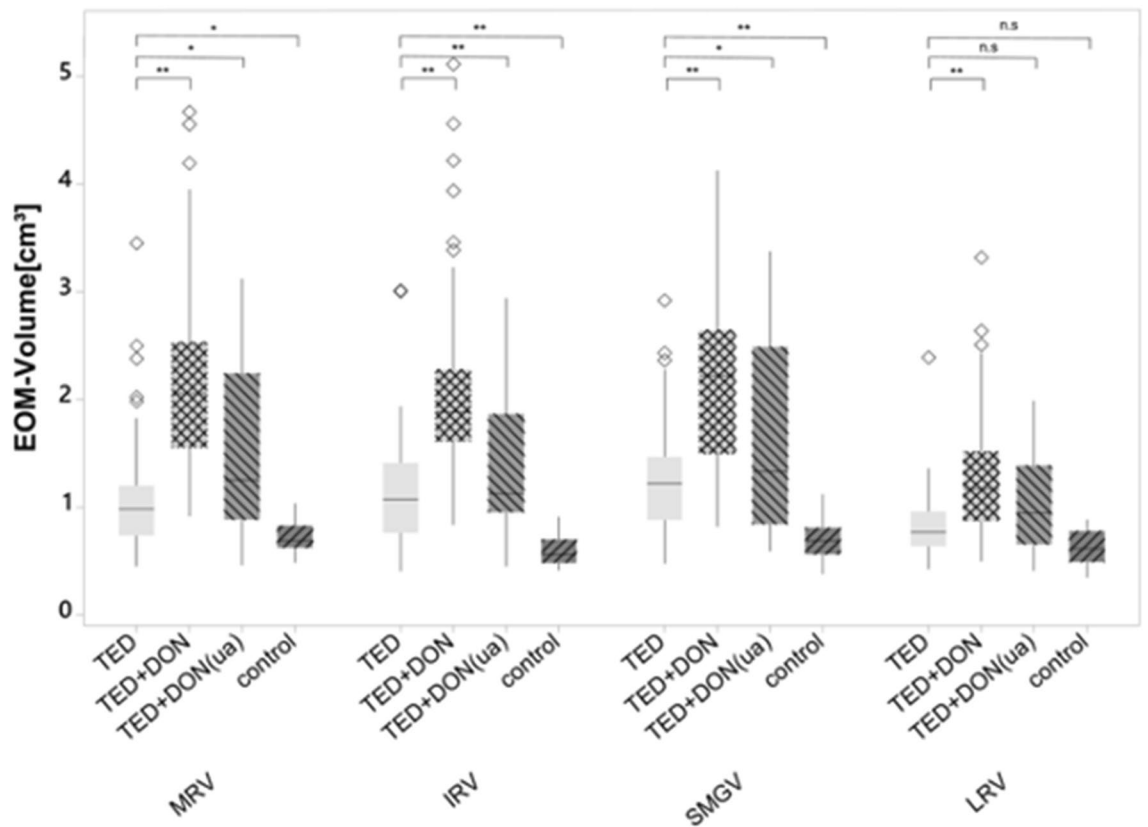 * ** ** n.s
* ** * n.s
** ** ** **
5
4
3
2
1
0
EOM-Volume[cm³]
TED TED+DON TED+DON(ua) control TED TED+DON TED+DON(ua) control TED TED+DON TED+DON(ua) control TED TED+DON TED+DON(ua) control
MRV IRV SMGV LRV